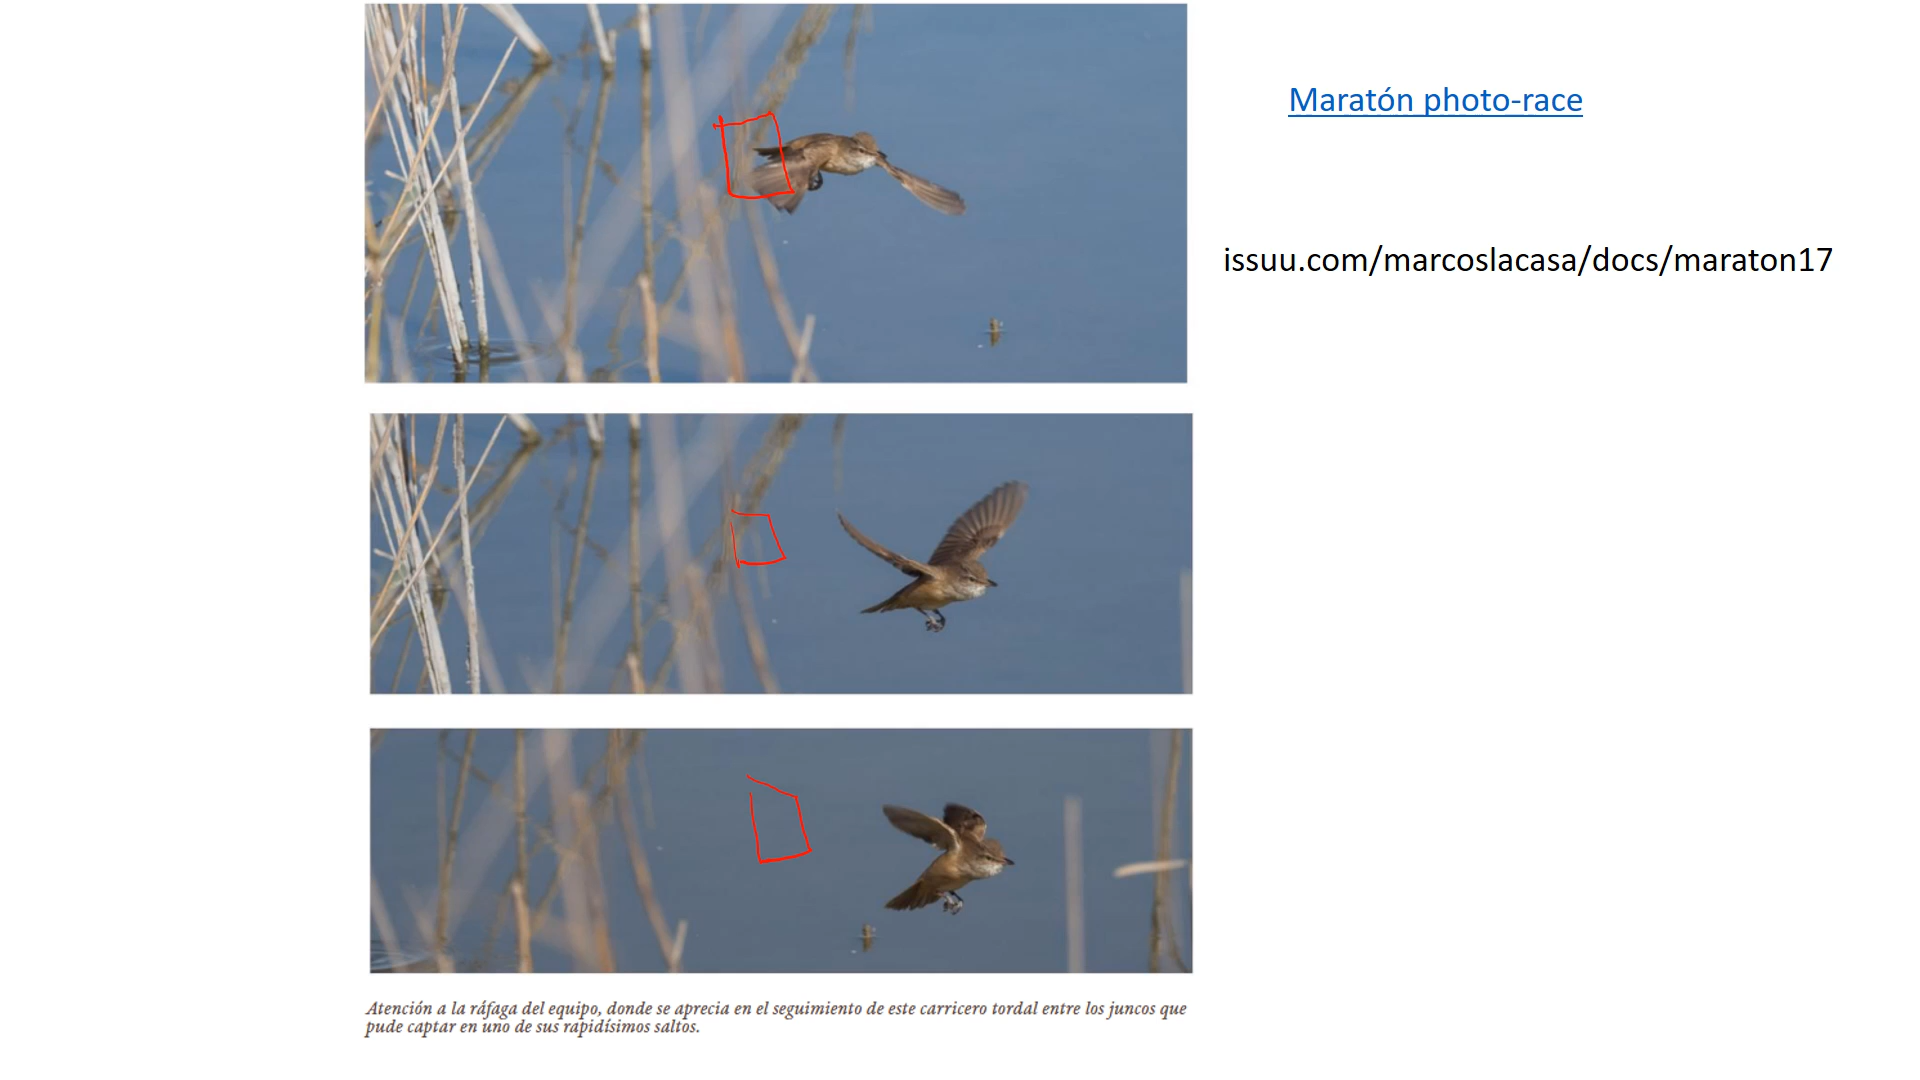 Maratón photo-race
issuu.com/marcoslacasa/docs/maraton17
Atención a la ráfaga del equipo, donde se aprecia en el seguimiento de este carricero tordal entre los juncos que
pude captar en uno de sus rapidísimos saltos.